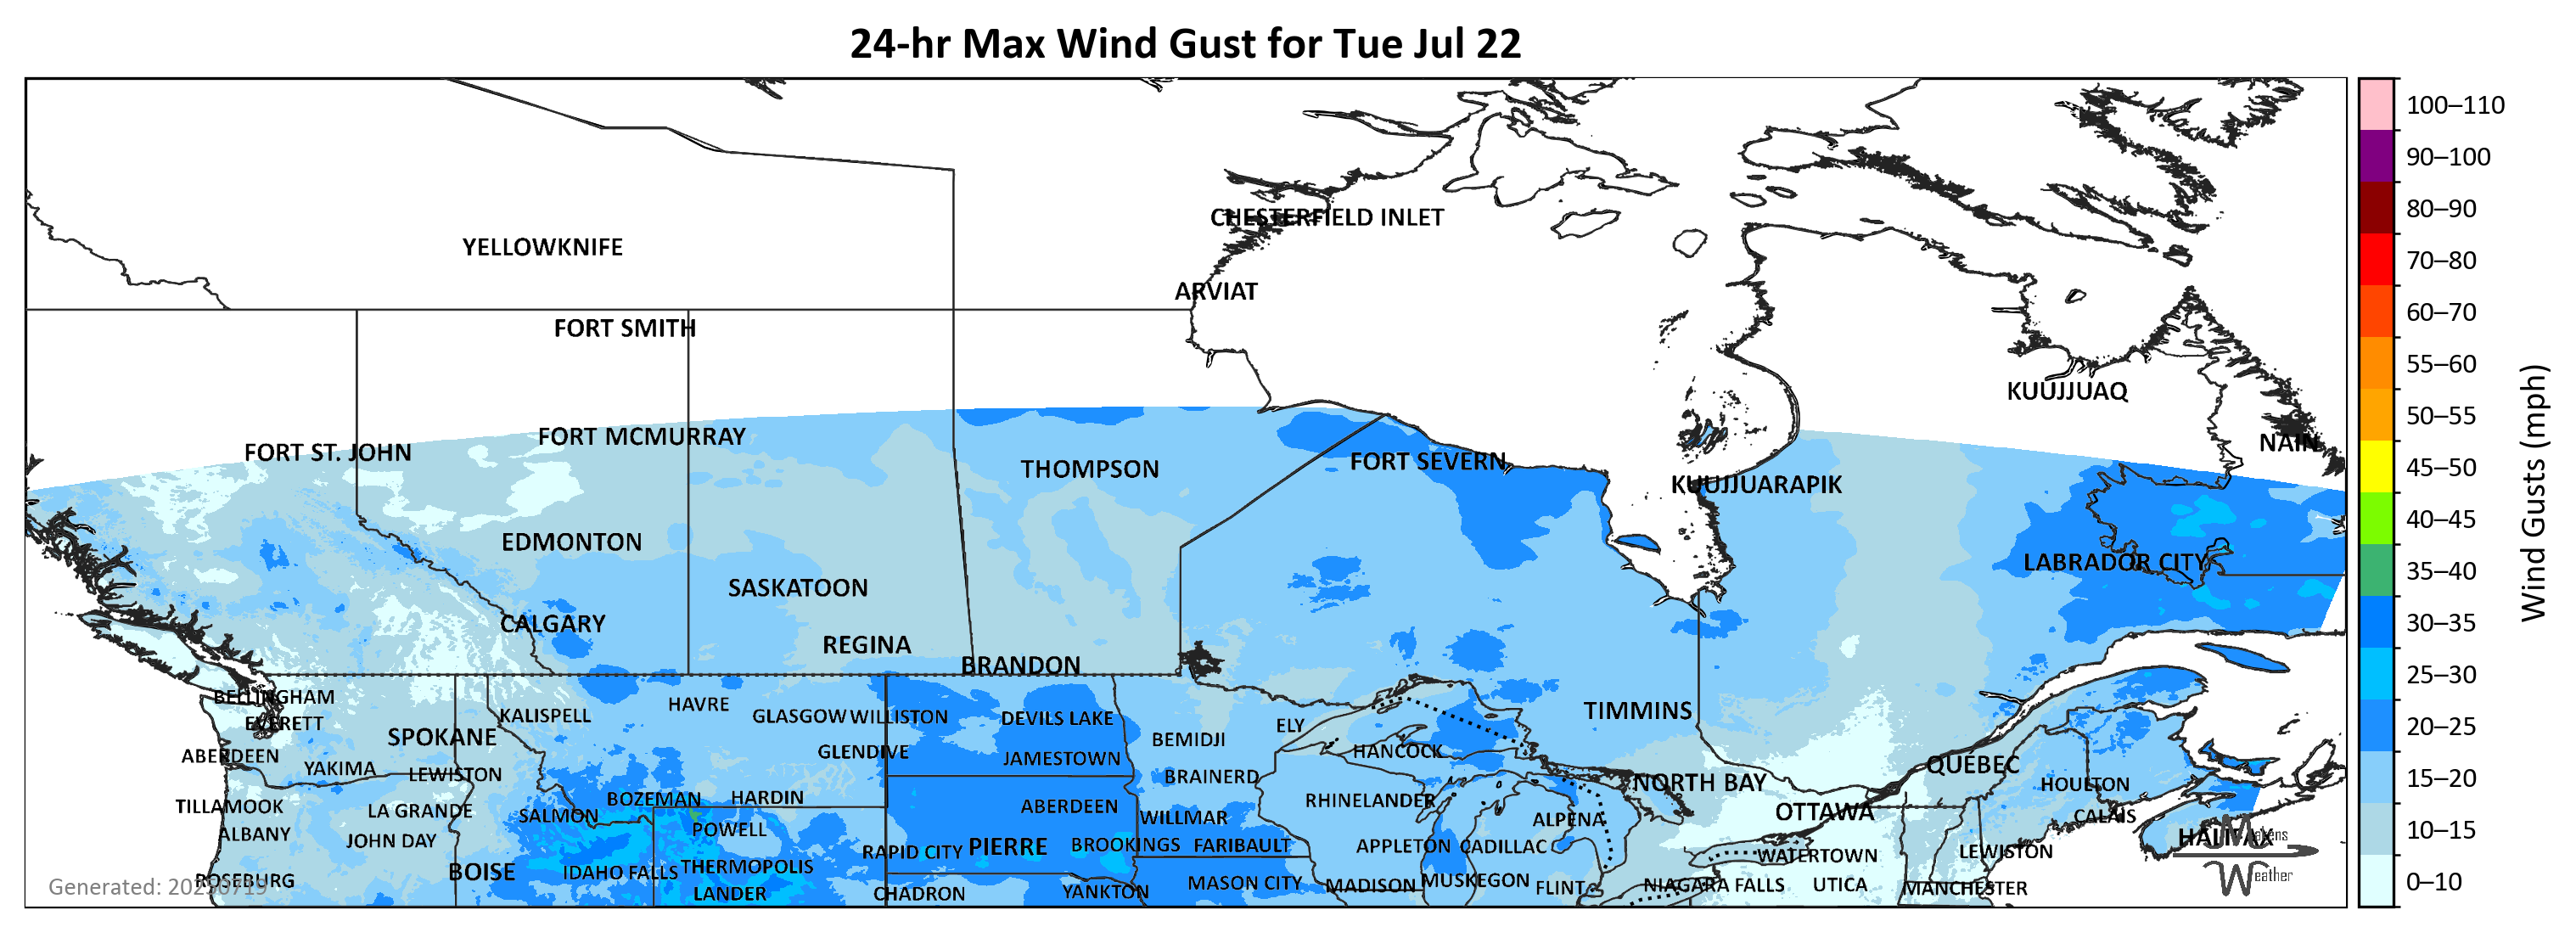 24-hr Max Wind Gust for Tue Jul 22
100–110
90–100
80–90
70–80
60–70
55–60
50–55
45–50
40–45
35–40
30–35
25–30
20–25
15–20
10–15
0–10
Wind Gusts (mph)
CHESTERFIELD INLET
YELLOWKNIFE
ARVIAT
FORT SMITH
KUUJJUAQ
FORT MCMURRAY
NAIN
FORT ST. JOHN
FORT SEVERN
THOMPSON
KUUJJUARAPIK
EDMONTON
LABRADOR CITY
SASKATOON
CALGARY
REGINA
BRANDON
BELLINGHAM
HAVRE
TIMMINS
KALISPELL
GLASGOW
WILLISTON
DEVILS LAKE
EVERETT
ELY
SPOKANE
BEMIDJI
GLENDIVE
HANCOCK
ABERDEEN
JAMESTOWN
QUÉBEC
YAKIMA
LEWISTON
BRAINERD
NORTH BAY
HOULTON
BOZEMAN
HARDIN
RHINELANDER
TILLAMOOK
LA GRANDE
ABERDEEN
OTTAWA
SALMON
WILLMAR
CALAIS
ALPENA
POWELL
ALBANY
HALIFAX
JOHN DAY
PIERRE
BROOKINGS
FARIBAULT
APPLETON
CADILLAC
RAPID CITY
WATERTOWN
LEWISTON
THERMOPOLIS
BOISE
IDAHO FALLS
ROSEBURG
MASON CITY
MADISON
MUSKEGON
NIAGARA FALLS
UTICA
FLINT
MANCHESTER
LANDER
CHADRON
YANKTON
Generated: 20250719
Matens
Weather